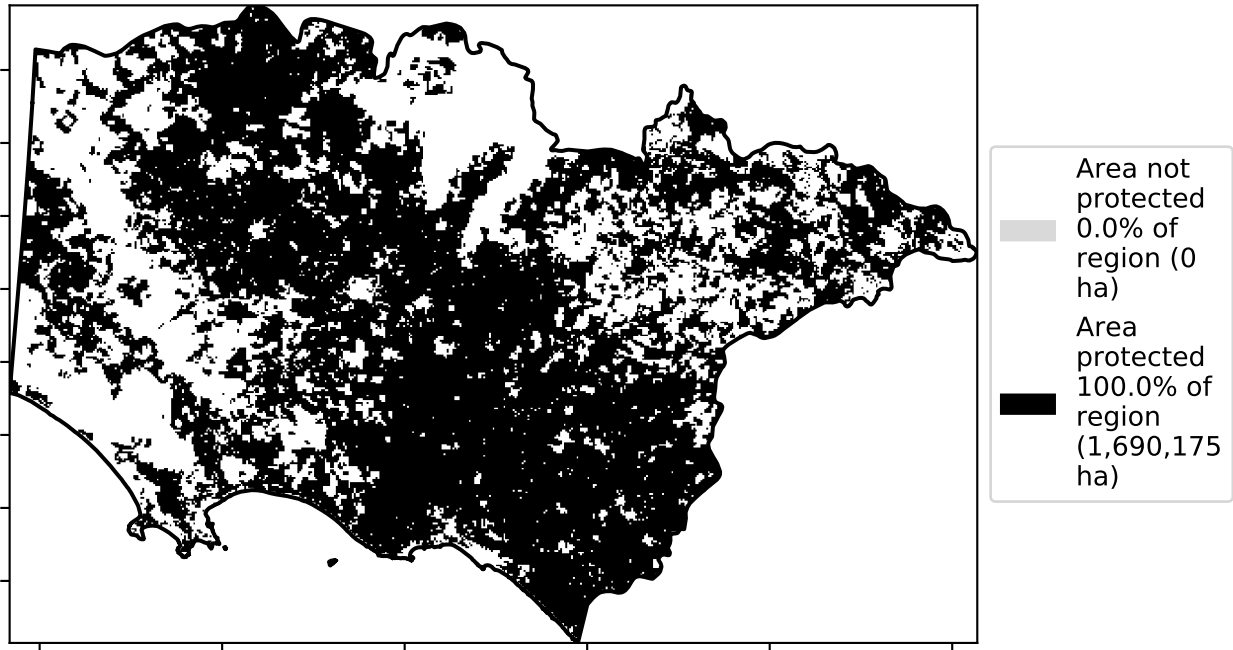 Area not
protected
0.0% of
region (0
ha)
Area
protected
100.0% of
region
(1,690,175
ha)